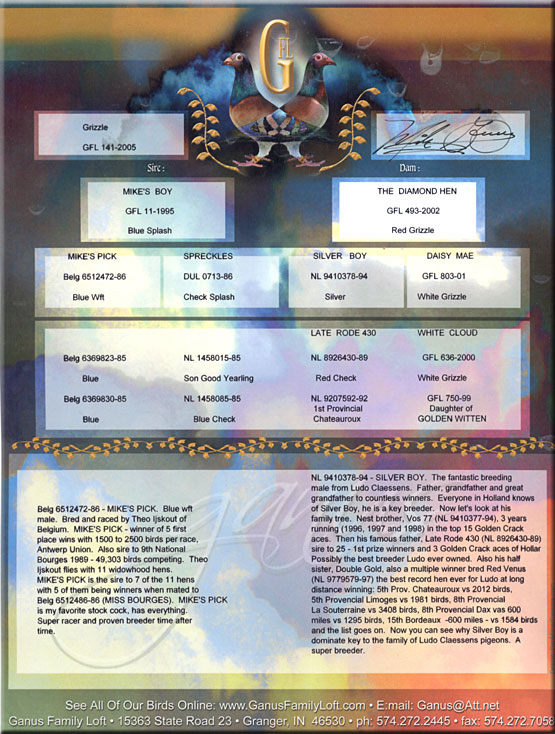 GFL
Grizzle
GFL 141-2005
Sire :
Dam :
MIKE'S BOY
GFL 11-1995
Blue Splash
THE DIAMOND HEN
GFL 493-2002
Red Grizzle
MIKE'S PICK
Belg 6512472-86
Blue Wft
SPRECKLES
DUL 0713-86
Check Splash
SILVER BOY
NL 9410378-94
Silver
DAISY MAE
GFL 803-01
White Grizzle
Belg 6369823-85
Blue
Belg 6369830-85
Blue
NL 1458015-85
Son Good Yearling
NL 1458085-85
Blue Check
LATE RODE 430
NL 8926430-89
Red Check
NL 9207592-92
1st Provincial
Chateauroux
WHITE CLOUD
GFL 636-2000
White Grizzle
GFL 750-99
Daughter of
GOLDEN WITTEN
Belg 6512472-86 - MIKE'S PICK. Blue wft
male. Bred and raced by Theo Ijskout of
Belgium. MIKE'S PICK - winner of 5 first
place wins with 1500 to 2500 birds per race,
Antwerp Union. Also sire to 9th National
Bourges 1989 - 49,303 birds competing. Theo
Ijskout flies with 11 widowhood hens.
MIKE'S PICK is the sire to 7 of the 11 hens
with 5 of them being winners when mated to
Belg 6512486-86 (MISS BOURGES). MIKE'S PICK
is my favorite stock cock, has everything.
Super racer and proven breeder time after
time.
NL 9410378-94 - SILVER BOY. The fantastic breeding
male from Ludo Claessens. Father, grandfather and great
grandfather to countless winners. Everyone in Holland knows
of Silver Boy, he is a key breeder. Now let's look at his
family tree. Nest brother, Vos 77 (NL 9410377-94), 3 years
running (1996, 1997 and 1998) in the top 15 Golden Crack
aces. Then his famous father, Late Rode 430 (NL 8926430-89)
sire to 25 - 1st prize winners and 3 Golden Crack aces of Hollar
Possibly the best breeder Ludo ever owned. Also his half
sister, Double Gold, also a multiple winner bred Red Venus
(NL 9779579-97) the best record hen ever for Ludo at long
distance winning: 5th Prov. Chateauroux vs 2012 birds,
5th Provincial Limoges vs 1981 birds, 8th Provincial
La Souterraine vs 3408 birds, 8th Provincial Dax vas 600
miles vs 1295 birds, 15th Bordeaux -600 miles - vs 1584 birds
and the list goes on. Now you can see why Silver Boy is a
dominate key to the family of Ludo Claessens pigeons. A
super breeder.
See All Of Our Birds Online: www.GanusFamilyLoft.com • E:mail: Ganus@Att.net
Ganus Family Loft • 15363 State Road 23 • Granger, IN 46530 • ph: 574.272.2445 • fax: 574.272.7058